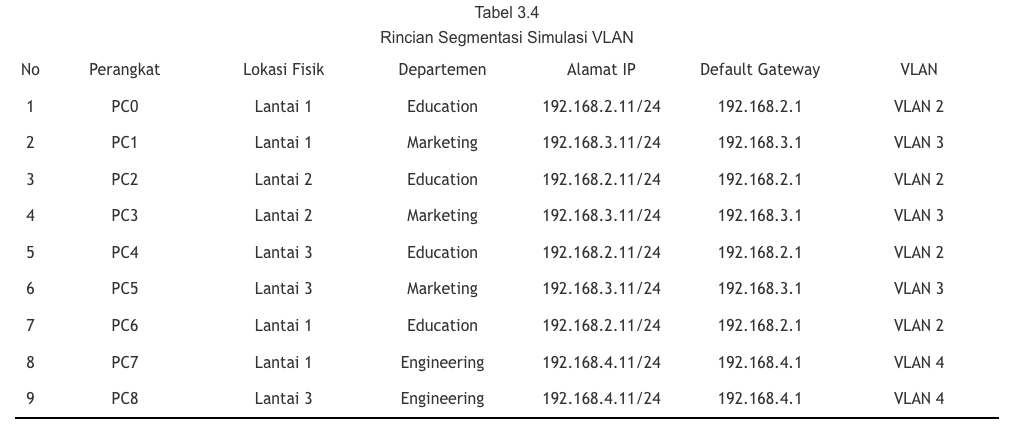 Tabel 3.4
Rincian Segmentasi Simulasi VLAN
No Perangkat Lokasi Fisik Departemen Alamat IP Default Gateway VLAN
1 PC0 Lantai 1 Education 192.168.2.11/24 192.168.2.1 VLAN 2
2 PC1 Lantai 1 Marketing 192.168.3.11/24 192.168.3.1 VLAN 3
3 PC2 Lantai 2 Education 192.168.2.11/24 192.168.2.1 VLAN 2
4 PC3 Lantai 2 Marketing 192.168.3.11/24 192.168.3.1 VLAN 3
5 PC4 Lantai 3 Education 192.168.2.11/24 192.168.2.1 VLAN 2
6 PC5 Lantai 3 Marketing 192.168.3.11/24 192.168.3.1 VLAN 3
7 PC6 Lantai 1 Education 192.168.2.11/24 192.168.2.1 VLAN 2
8 PC7 Lantai 1 Engineering 192.168.4.11/24 192.168.4.1 VLAN 4
9 PC8 Lantai 3 Engineering 192.168.4.11/24 192.168.4.1 VLAN 4